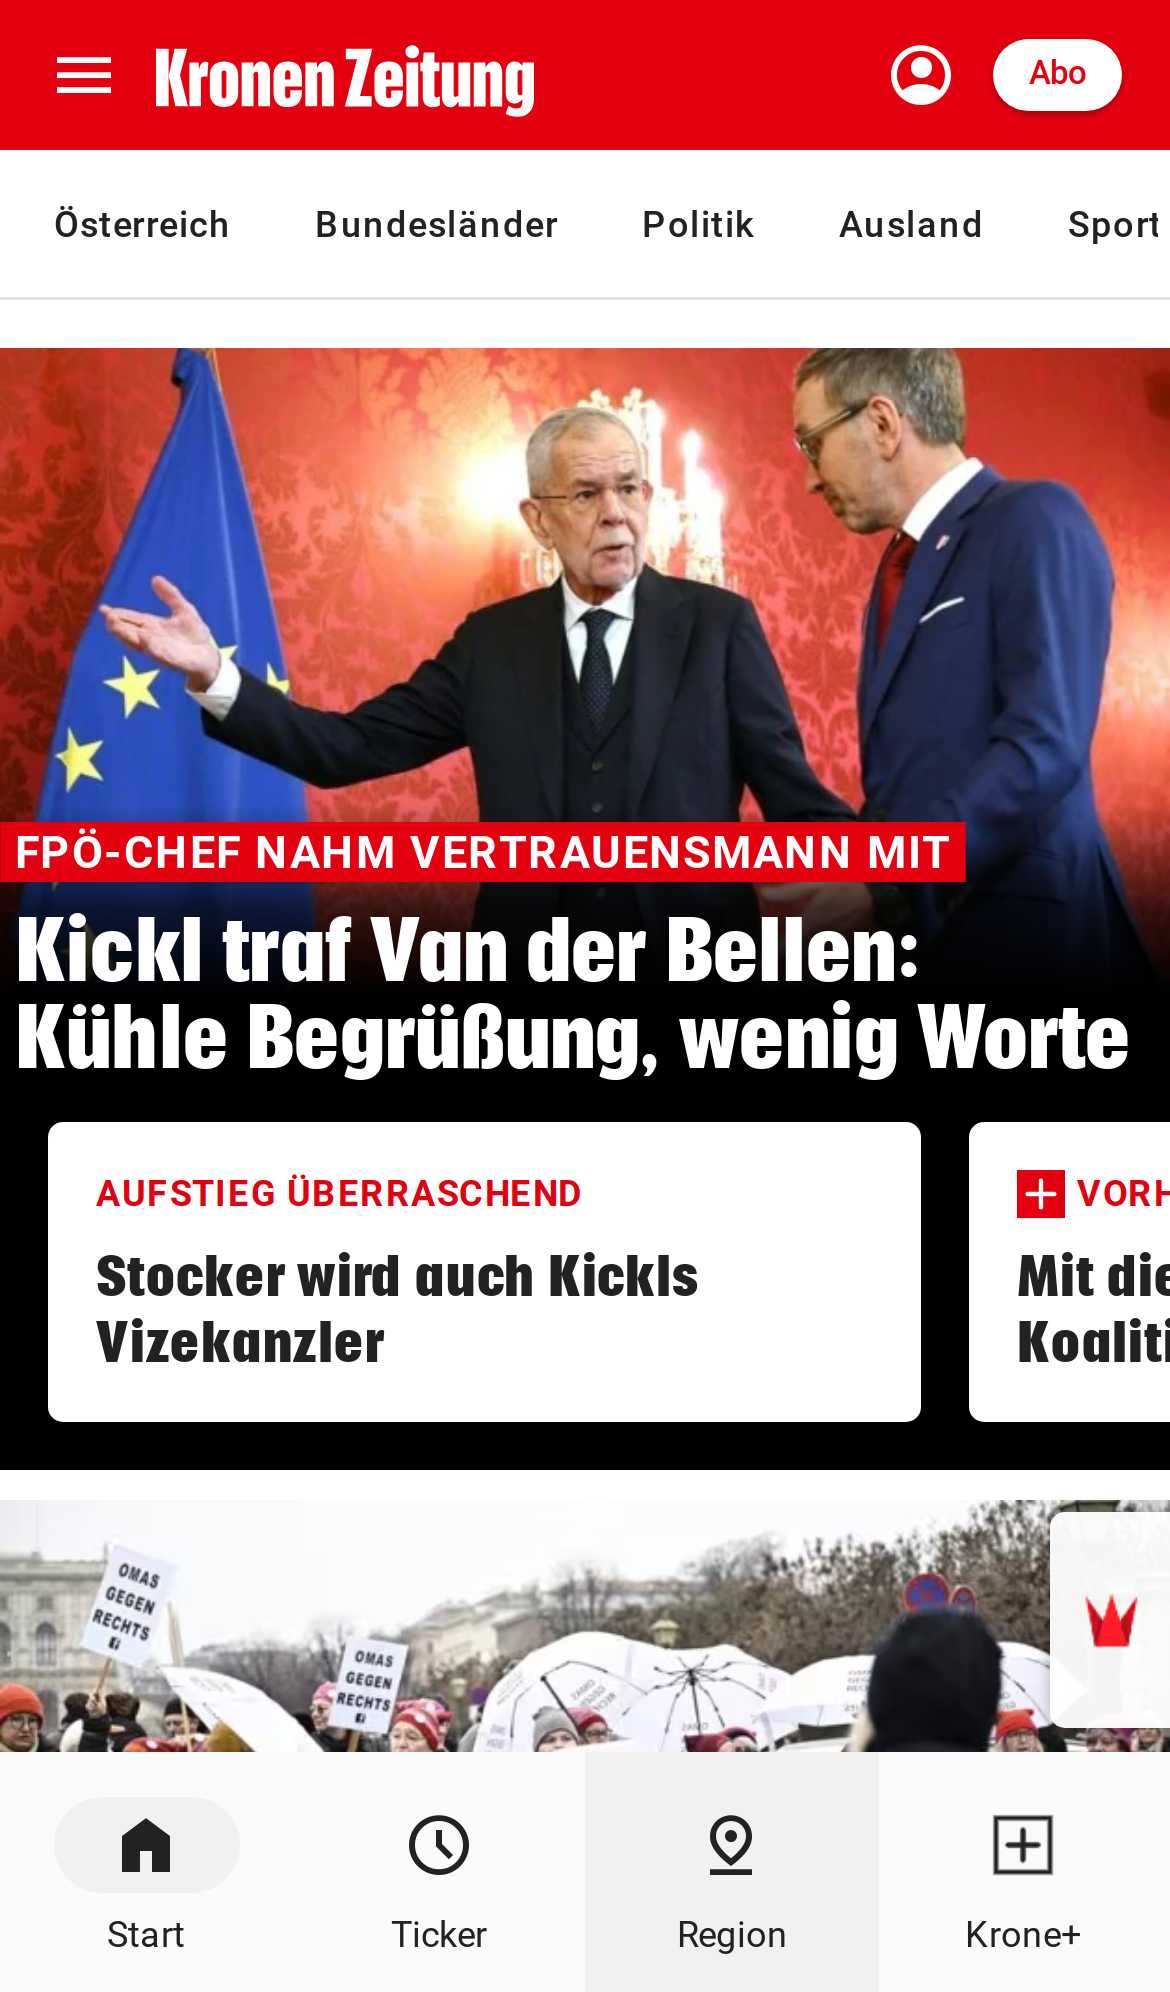 Kronen Zeitung
Abo
Österreich
Bundesländer
Politik
Ausland
Sport
FPÖ-CHEF NAHM VERTRAUENSMANN MIT
Kickl traf Van der Bellen:
Kühle Begrüßung, wenig Worte
AUFSTIEG ÜBERRASCHEND
Stocker wird auch Kickls
Vizekanzler
Mit
OMAS
GEGEN
RECHTS
OMAS
GEGEN
RECHTS
Start
Ticker
Region
Krone+